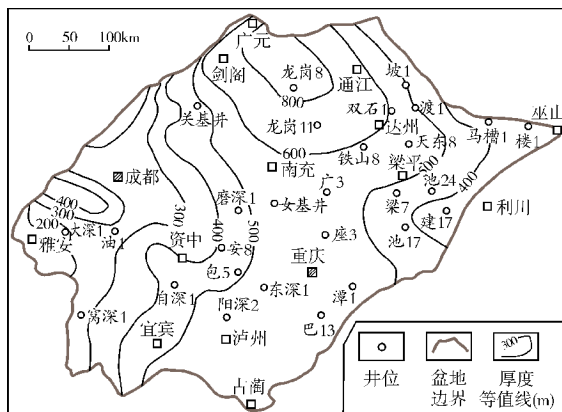 0 100km
广元
剑阁
龙岗8
通江
坡1
800
双石1
渡1
关基井
龙岗11
达州
马槽1
楼1
巫山
天东8
600
铁山8
成都
南充
梁平
500
池24
400
400
300
磨深1
广3
女基井
梁7
建17
利川
200
大深1
油1
300
500
池17
雅安
资中
安8
座3
包5
重庆
自深1
东深1
潭1
窝深1
阳深2
巴13
宜宾
泸州
古蔺
300
井位
盆地边界
厚度等值线(m)